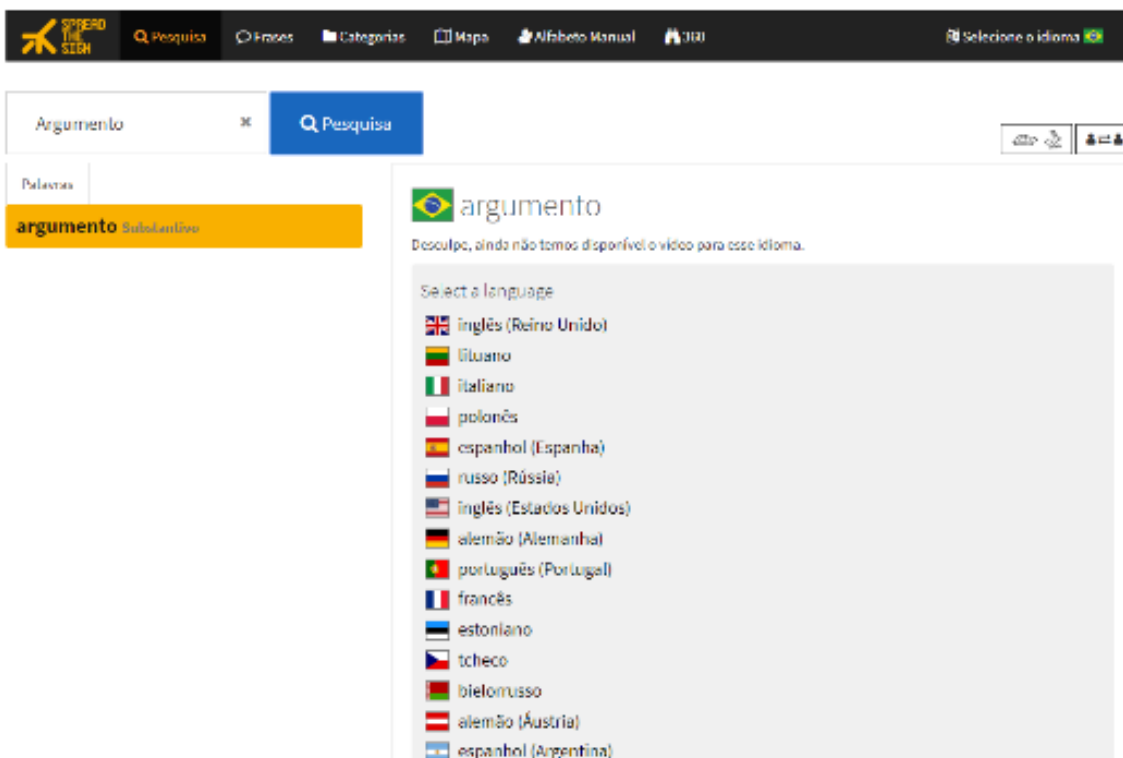 SPREAD THE SIGN
Pesquisa Frases Categorias Mapa Alfabeto Manual 360 Selecione o idioma
Argumento Pesquisa
Palavras
argumento Substantivo
argumento
Desculpe, ainda não temos disponível o vídeo para esse idioma.
Select a language
inglês (Reino Unido)
lituano
italiano
polonês
espanhol (Espanha)
russo (Rússia)
inglês (Estados Unidos)
alemão (Alemanha)
português (Portugal)
francês
estoniano
tcheco
bielorrusso
alemão (Áustria)
espanhol (Argentina)